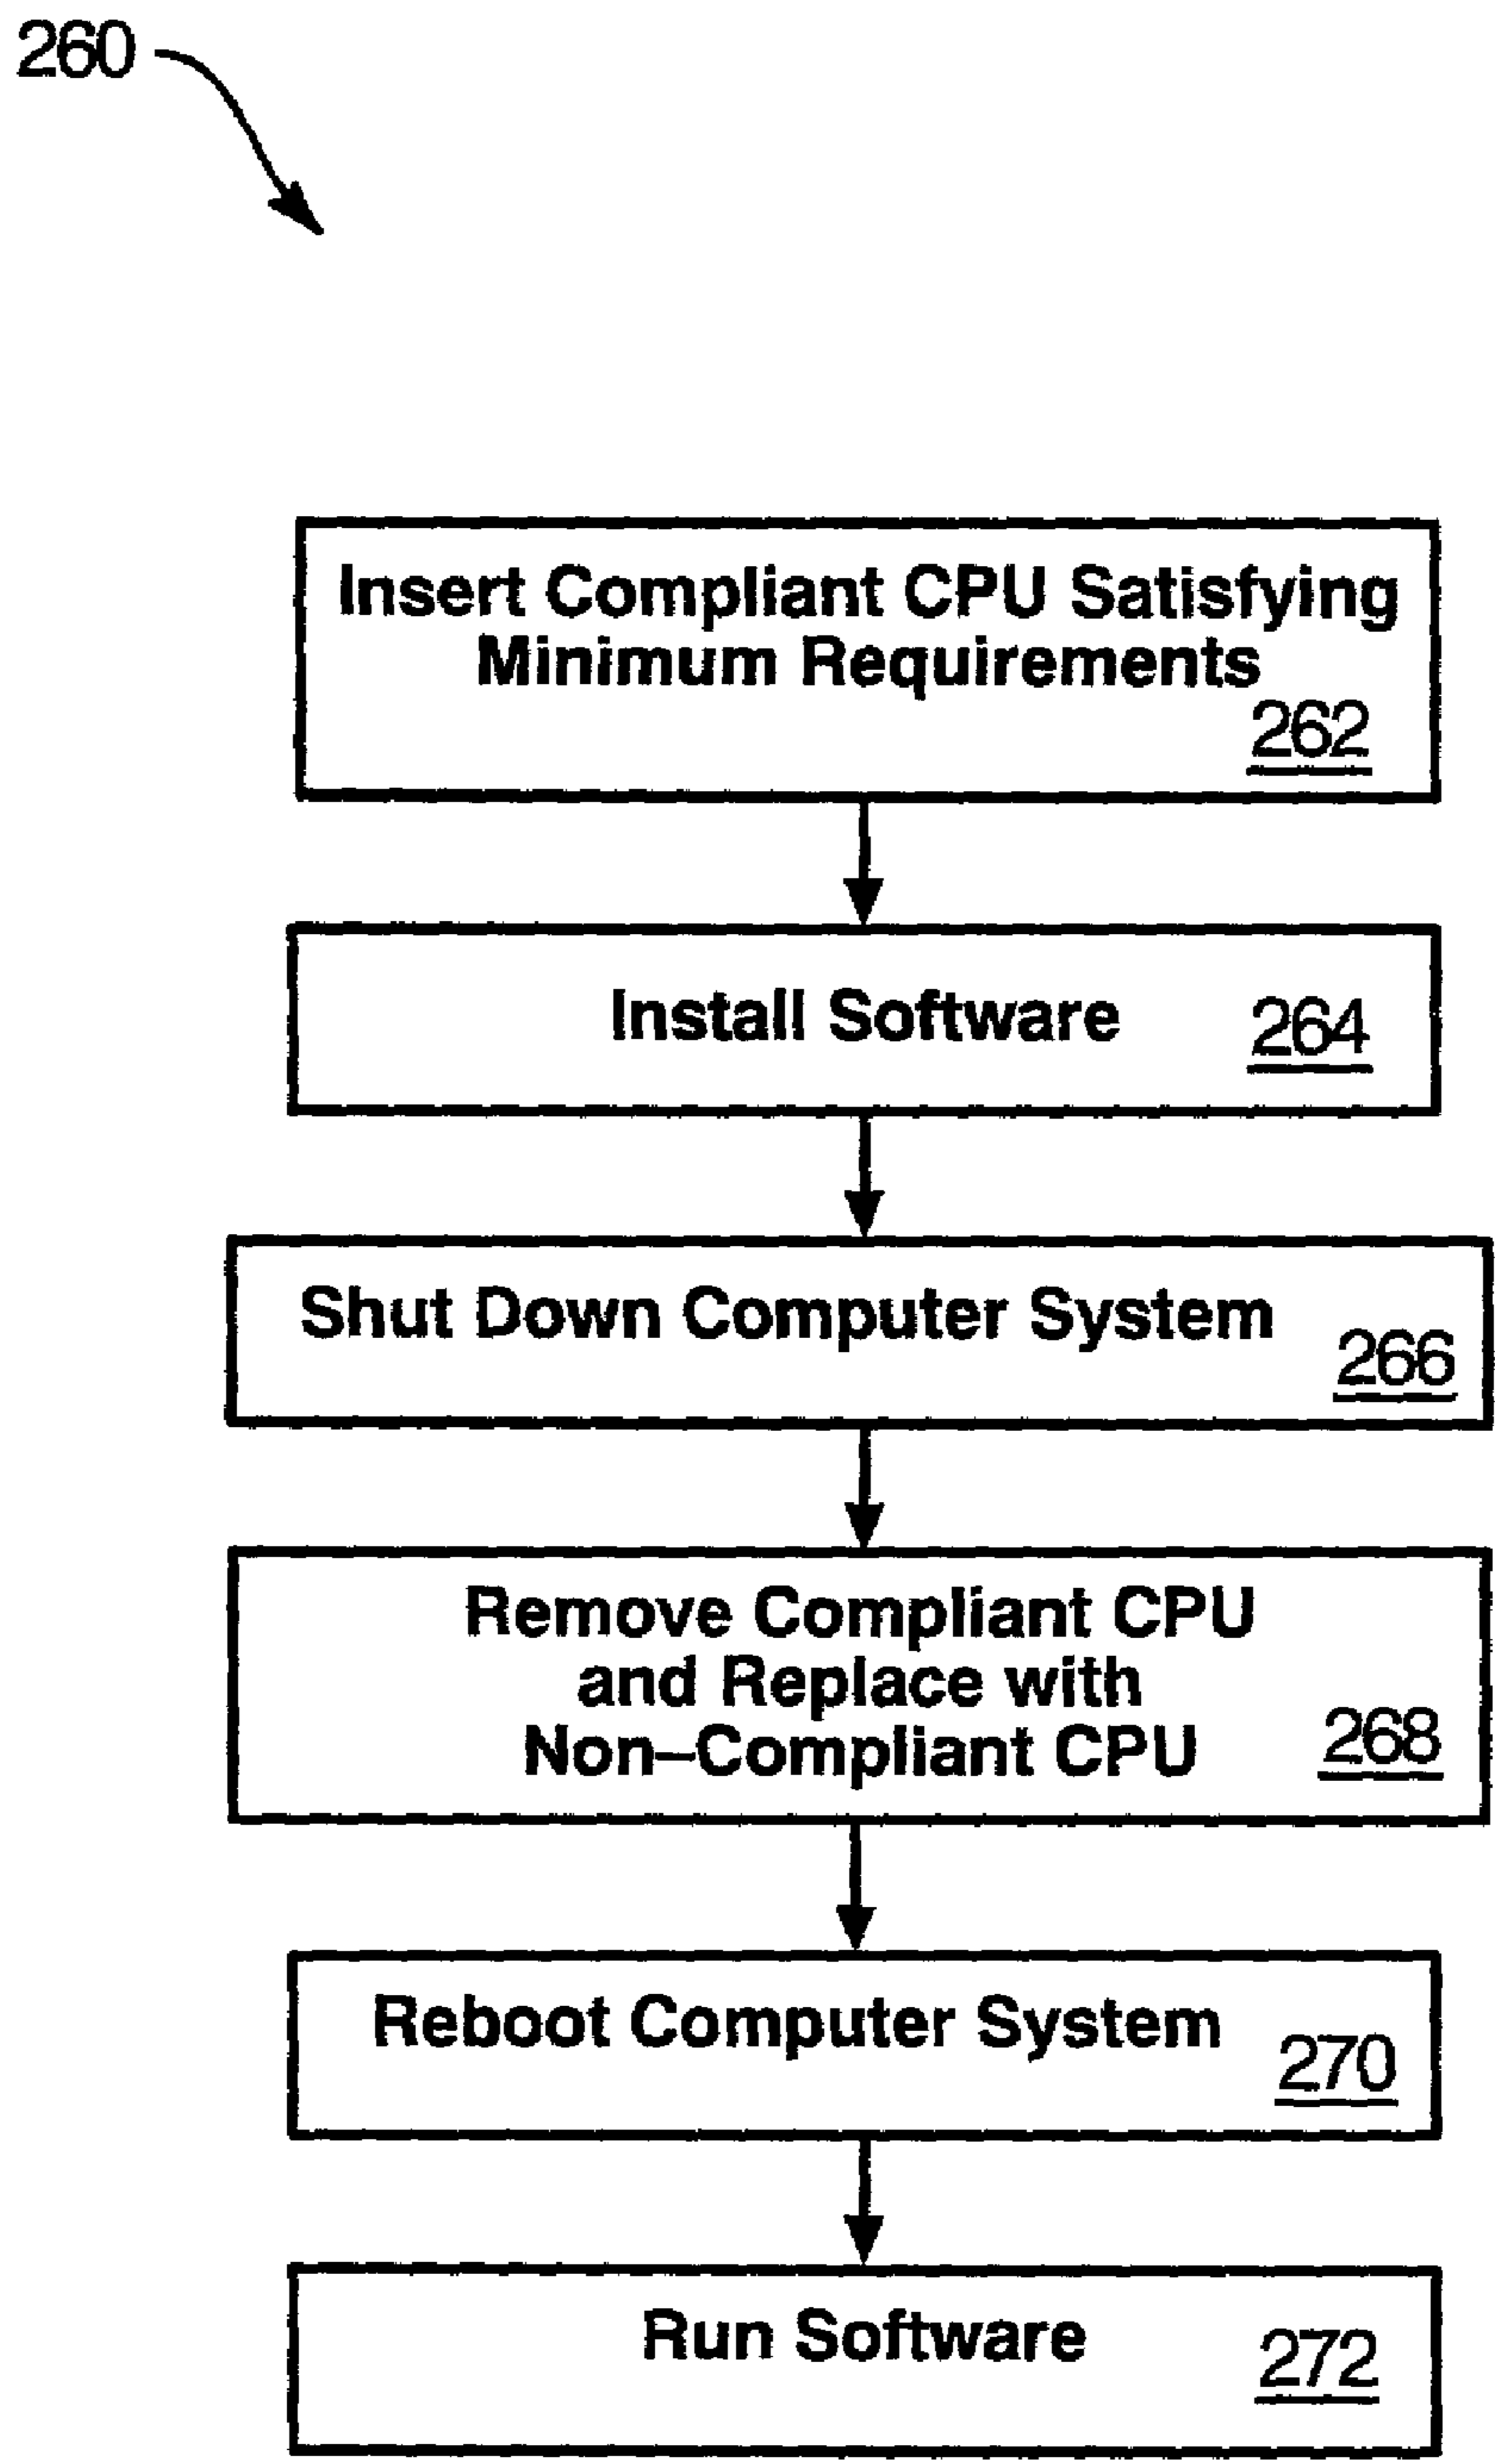 260
Insert Compliant CPU Satisfying
Minimum Requirements
262
Install Software 264
Shut Down Computer System
266
Remove Compliant CPU
and Replace with
Non–Compliant CPU 268
Reboot Computer System
270
Run Software
272